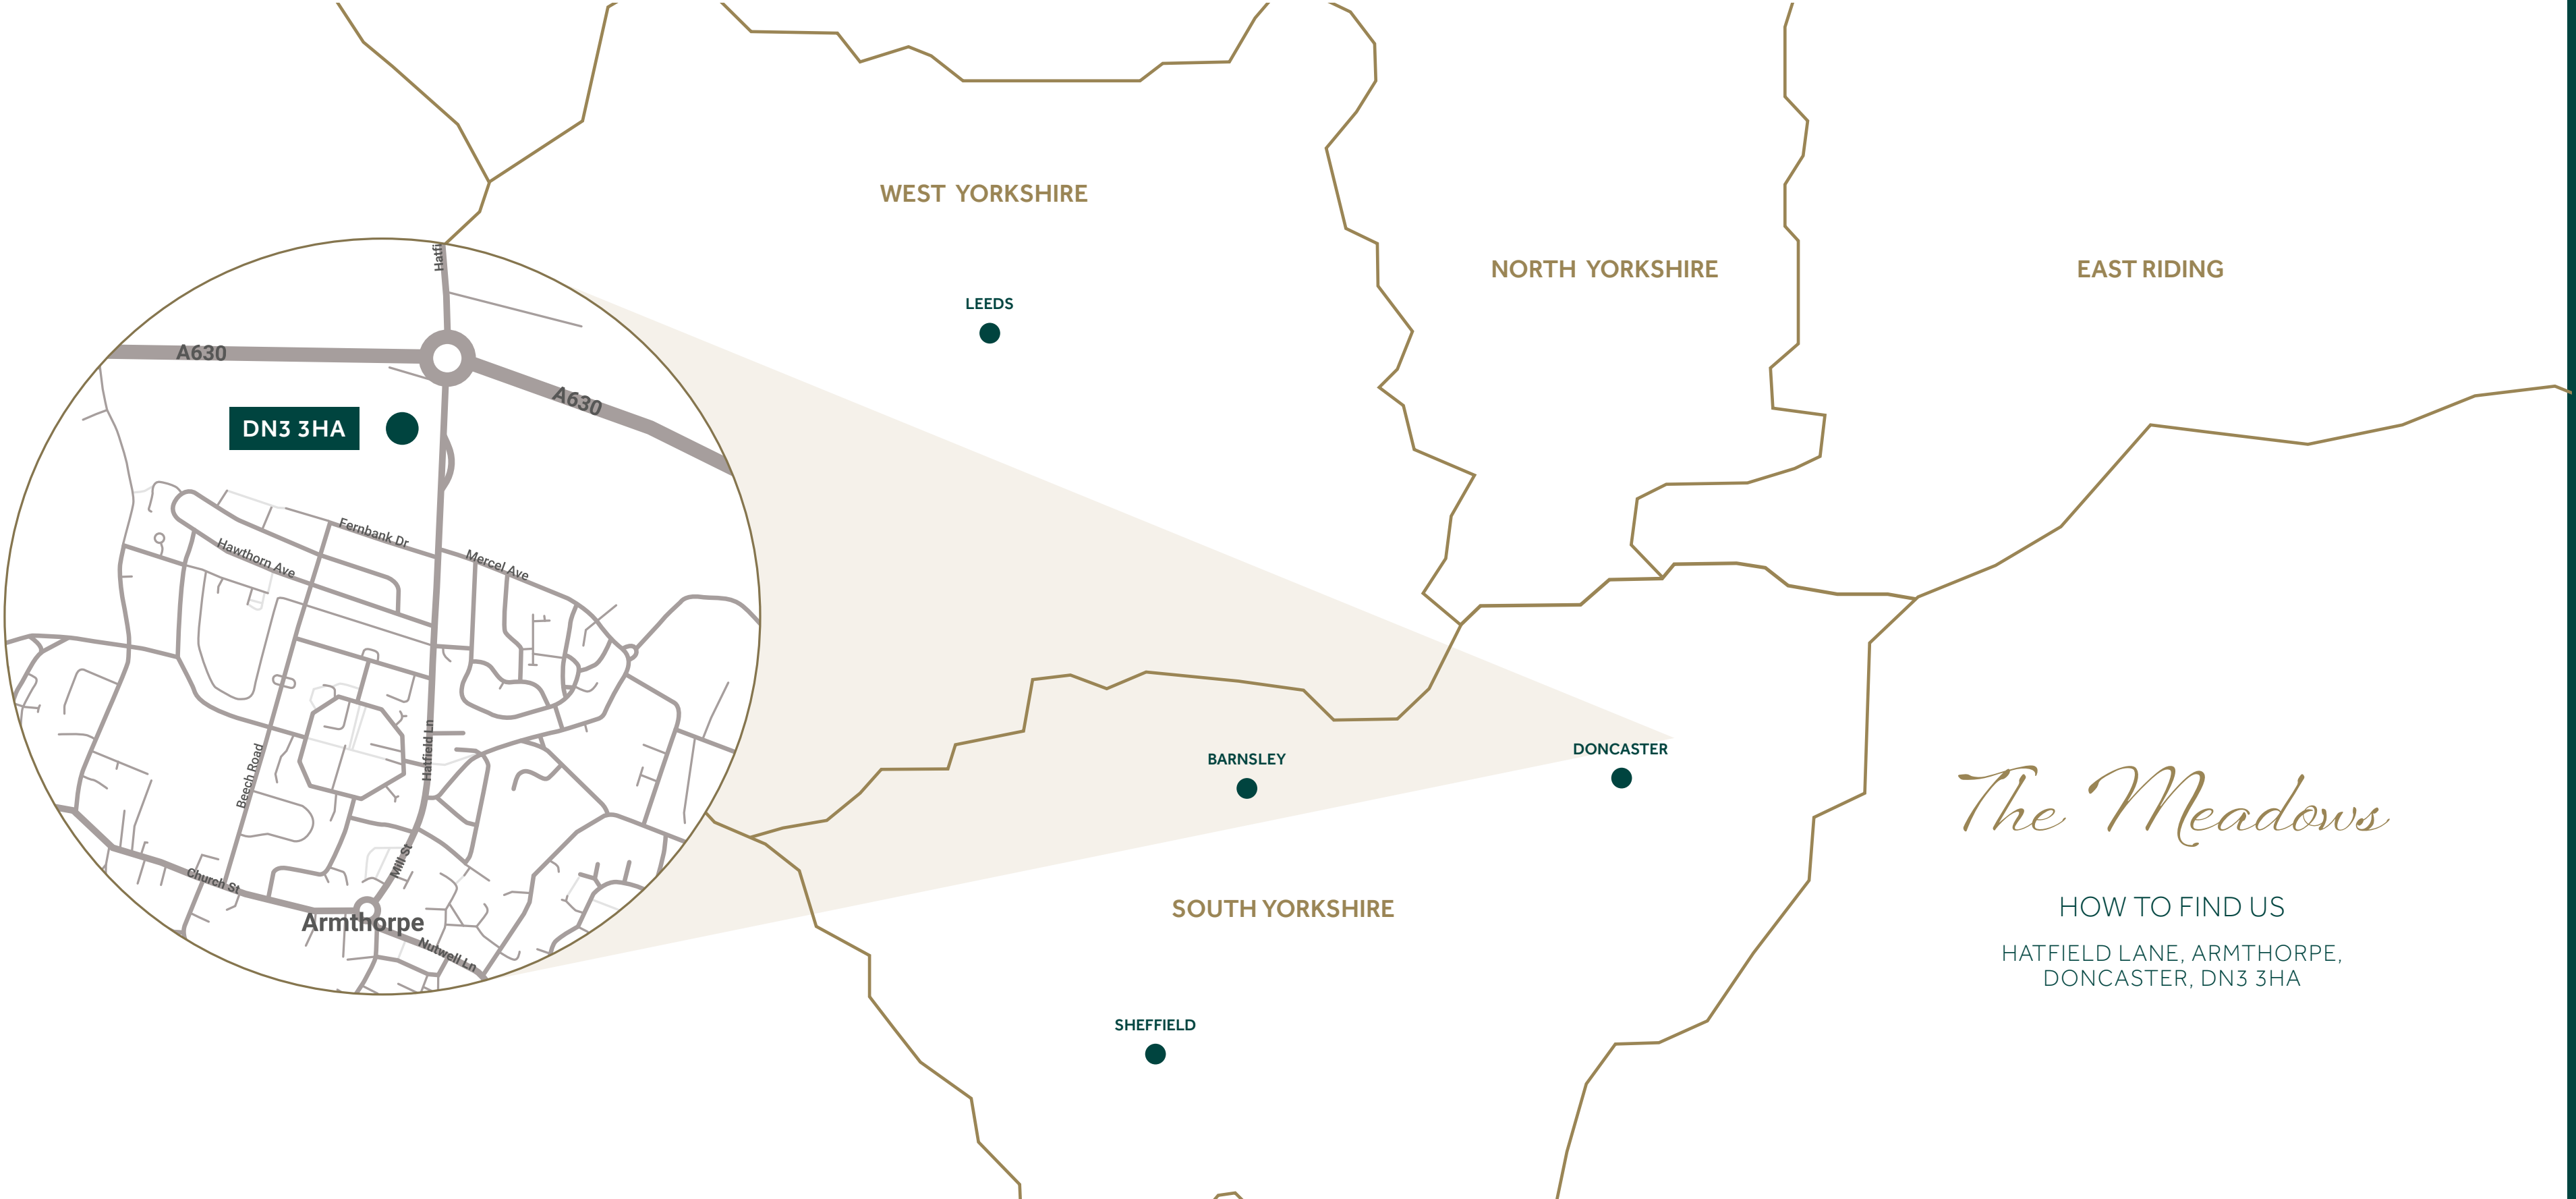 WEST YORKSHIRE
NORTH YORKSHIRE
EAST RIDING
LEEDS
Hatfi
A630
A630
DN3 3HA
Fernbank Dr
Hawthorn Ave
Mercel Ave
Hatfield Ln
Beech Road
Mill St
Church St
Armthorpe
Nutwell Ln
BARNSLEY
DONCASTER
SOUTH YORKSHIRE
SHEFFIELD
The Meadows
HOW TO FIND US
HATFIELD LANE, ARMTHORPE,
DONCASTER, DN3 3HA